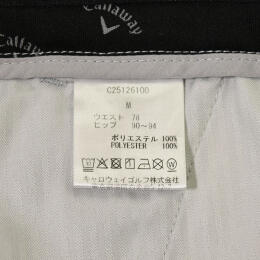 Callaway
Callaway
C25126100
M
ウエスト 78
ヒップ 90〜94
ポリエステル 100%
POLYESTER 100%
キャロウェイゴルフ株式会社